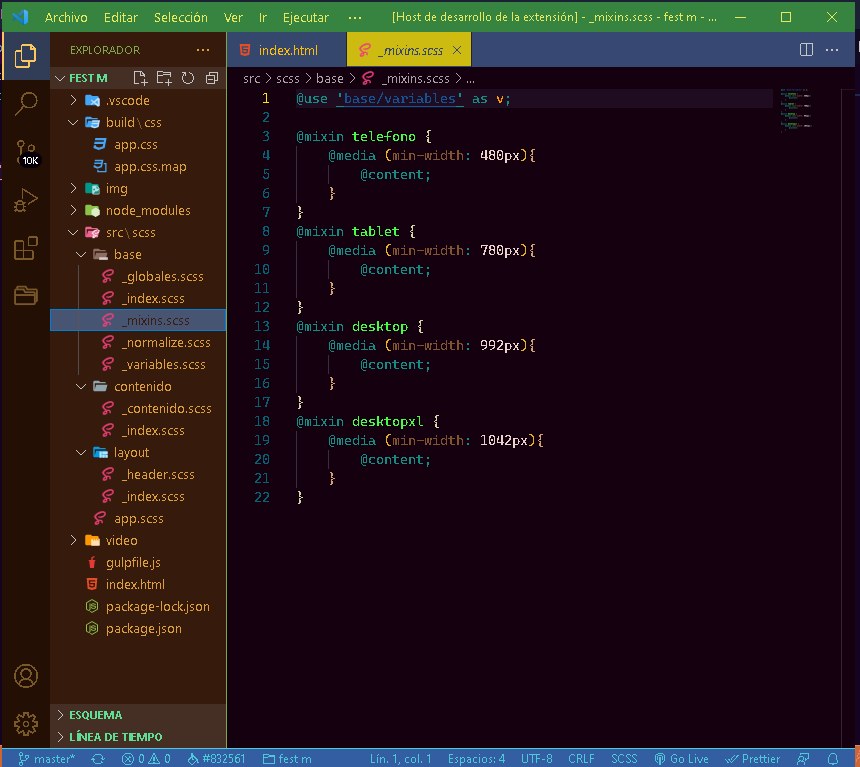 Archivo Editar Selección Ver Ir Ejecutar ··· [Host de desarrollo de la extensión] - _mixins.scss - fest m - ...
EXPLORADOR ···
index.html _mixins.scss
FEST M
src > scss > base > _mixins.scss > ...
.vscode
build\css
app.css
app.css.map
img
node_modules
src\scss
base
_globales.scss
_index.scss
_mixins.scss
_normalize.scss
_variables.scss
contenido
_contenido.scss
_index.scss
layout
_header.scss
_index.scss
app.scss
video
gulpfile.js
index.html
package-lock.json
package.json
10K
1 @use 'base/variables' as v;
2
3 @mixin telefono {
4 @media (min-width: 480px){
5 @content;
6 }
7 }
8 @mixin tablet {
9 @media (min-width: 780px){
10 @content;
11 }
12 }
13 @mixin desktop {
14 @media (min-width: 992px){
15 @content;
16 }
17 }
18 @mixin desktopxl {
19 @media (min-width: 1042px){
20 @content;
21 }
22 }
ESQUEMA
LÍNEA DE TIEMPO
master* 0 0 #832561 fest m Lín. 1, col. 1 Espacios: 4 UTF-8 CRLF SCSS Go Live Prettier